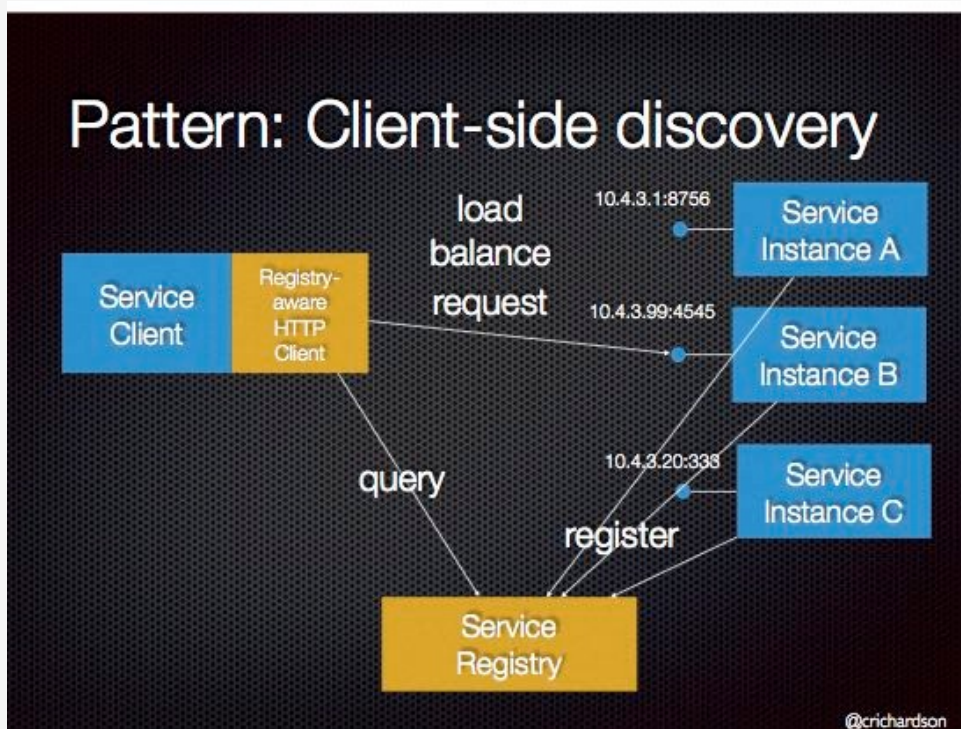 Pattern: Client-side discovery
Service
Client
Registry-
aware
HTTP
Client
load
balance
request
10.4.3.1:8756
Service
Instance A
10.4.3.99:4545
Service
Instance B
10.4.3.20:333
Service
Instance C
query
register
Service
Registry
@crichardson